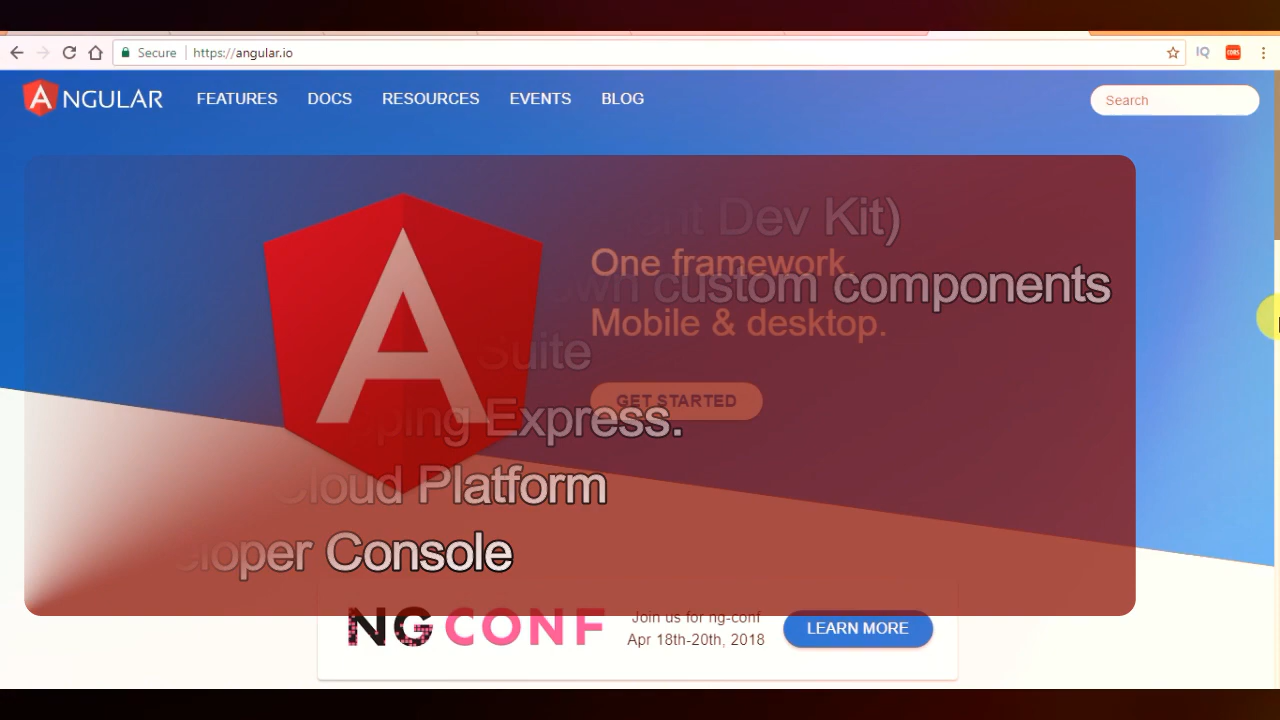 Secure https://angular.io IQ
ANGULAR FEATURES DOCS RESOURCES EVENTS BLOG Search
Dev Kit)
One framework.
own custom components
Mobile & desktop.
Suite
GET STARTED
Express.
Cloud Platform
Console
NG CONF
Join us for ng-conf
Apr 18th-20th, 2018
LEARN MORE